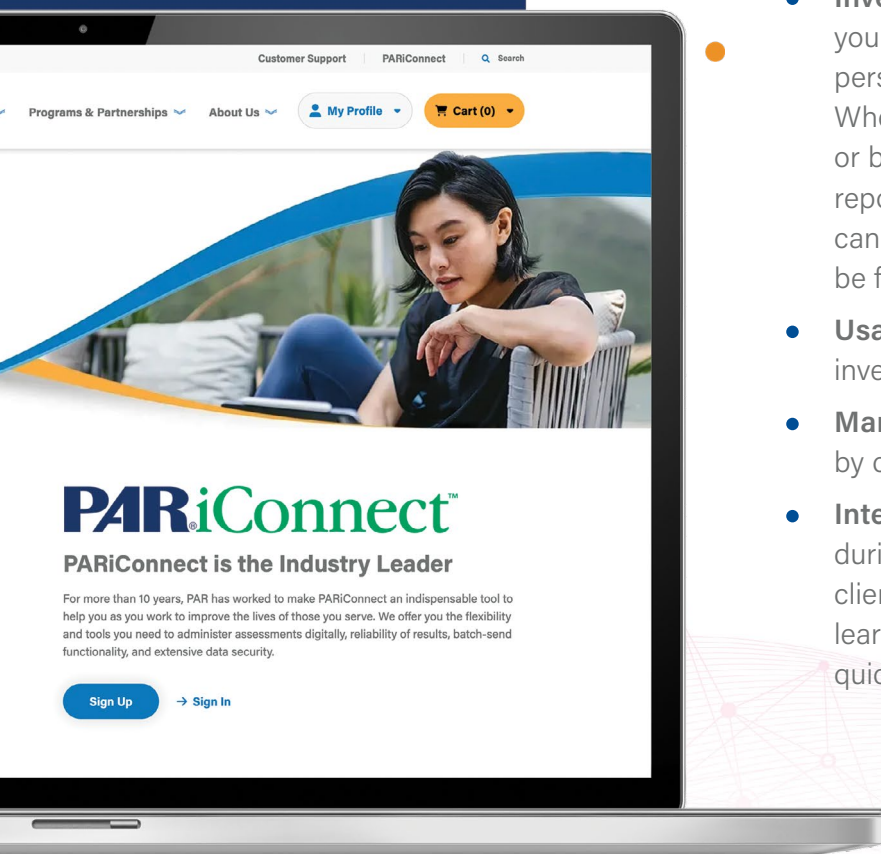 Customer Support PARiConnect Search
Programs & Partnerships About Us My Profile Cart (0)
PAR®iConnect™
PARiConnect is the Industry Leader
For more than 10 years, PAR has worked to make PARiConnect an indispensable tool to
help you as you work to improve the lives of those you serve. We offer you the flexibility
and tools you need to administer assessments digitally, reliability of results, batch-send
functionality, and extensive data security.
Sign Up → Sign In
you
or b
can
be f
Usa
inve
Mar
by c
Inte
duri
clien
lear
quic